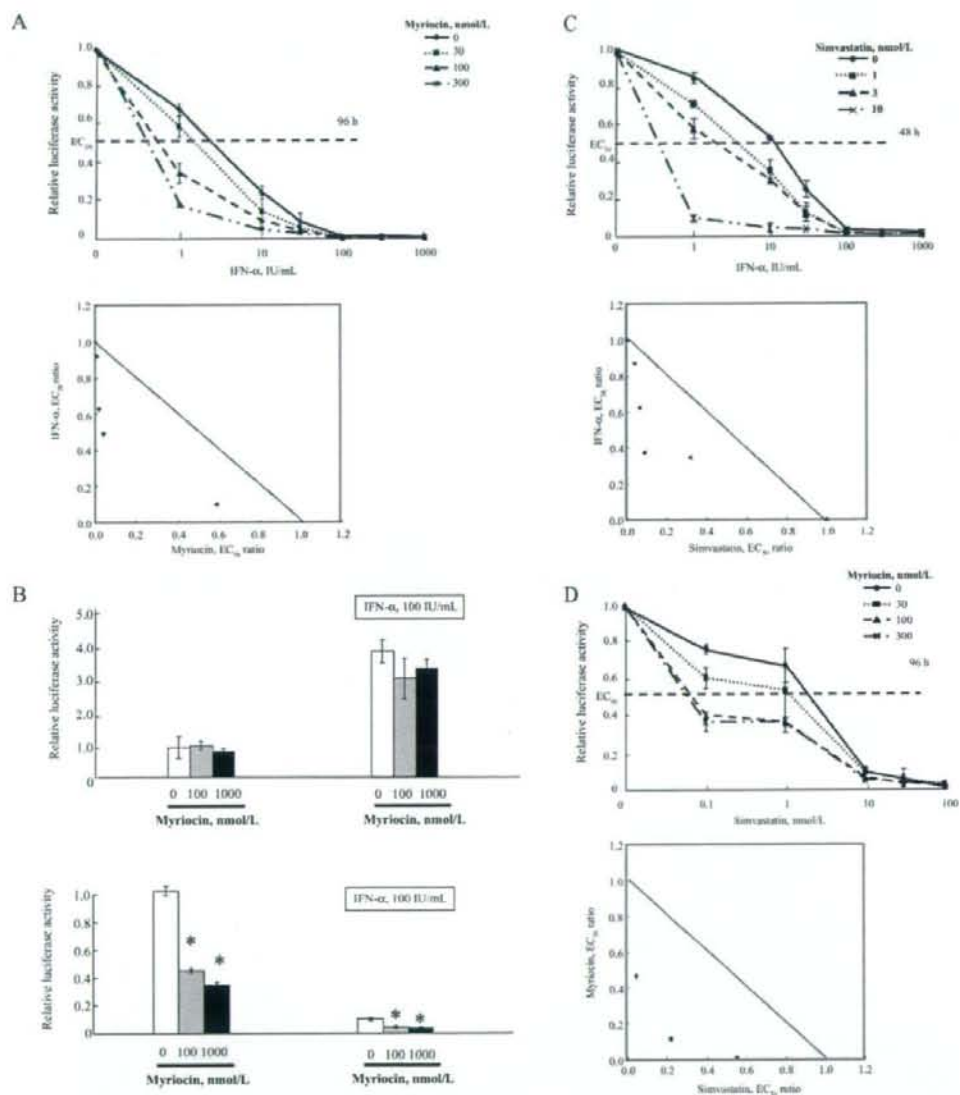 A
Myriocin, nmol/L
0
30
100
300
1.0
0.8
0.6
EC50
0.4
0.2
0
96 h
Relative luciferase activity
0 1 10 100 1000
IFN-α, IU/mL
1.2
1.0
0.8
0.6
0.4
0.2
0.0
IFN-α, EC50 ratio
0.0 0.2 0.4 0.6 0.8 1.0 1.2
Myriocin, EC50 ratio
C
Simvastatin, nmol/L
0
1
3
10
1.0
0.8
0.6
EC50
0.4
0.2
0
48 h
Relative luciferase activity
0 1 10 100 1000
IFN-α, IU/mL
1.2
1.0
0.8
0.6
0.4
0.2
0.0
IFN-α, EC50 ratio
0.0 0.2 0.4 0.6 0.8 1.0 1.2
Simvastatin, EC50 ratio
B
IFN-α, 100 IU/mL
5.0
4.0
3.0
2.0
1.0
0
Relative luciferase activity
0 100 1000 0 100 1000
Myriocin, nmol/L Myriocin, nmol/L
IFN-α, 100 IU/mL
1.0
0.8
0.6
0.4
0.2
0
Relative luciferase activity
* * * *
0 100 1000 0 100 1000
Myriocin, nmol/L Myriocin, nmol/L
D
Myriocin, nmol/L
0
30
100
300
1.0
0.8
0.6
EC50
0.4
0.2
0
96 h
Relative luciferase activity
0 0.1 1 10 100
Simvastatin, nmol/L
1.2
1.0
0.8
0.6
0.4
0.2
0.0
Myriocin, EC50 ratio
0.0 0.2 0.4 0.6 0.8 1.0 1.2
Simvastatin, EC50 ratio